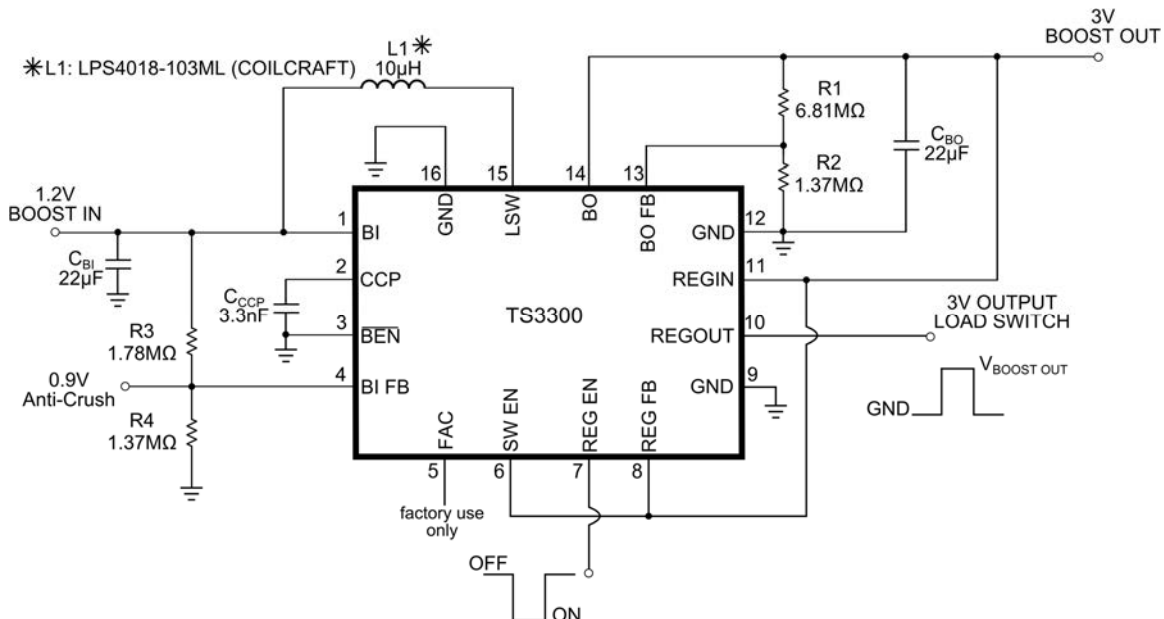 3V
BOOST OUT
✳L1: LPS4018-103ML (COILCRAFT)
L1✳
10µH
R1
6.81MΩ
C_BO
22µF
R2
1.37MΩ
16
15
14
13
GND
LSW
BO
BO FB
1.2V
BOOST IN
1
BI
GND
12
C_BI
22µF
2
CCP
REGIN
11
C_CCP
3.3nF
TS3300
3V OUTPUT
LOAD SWITCH
3
BEN
REGOUT
10
R3
1.78MΩ
0.9V
Anti-Crush
4
BI FB
GND
9
V_BOOST OUT
GND
R4
1.37MΩ
FAC
SW EN
REG EN
REG FB
5
6
7
8
factory use
only
OFF
ON